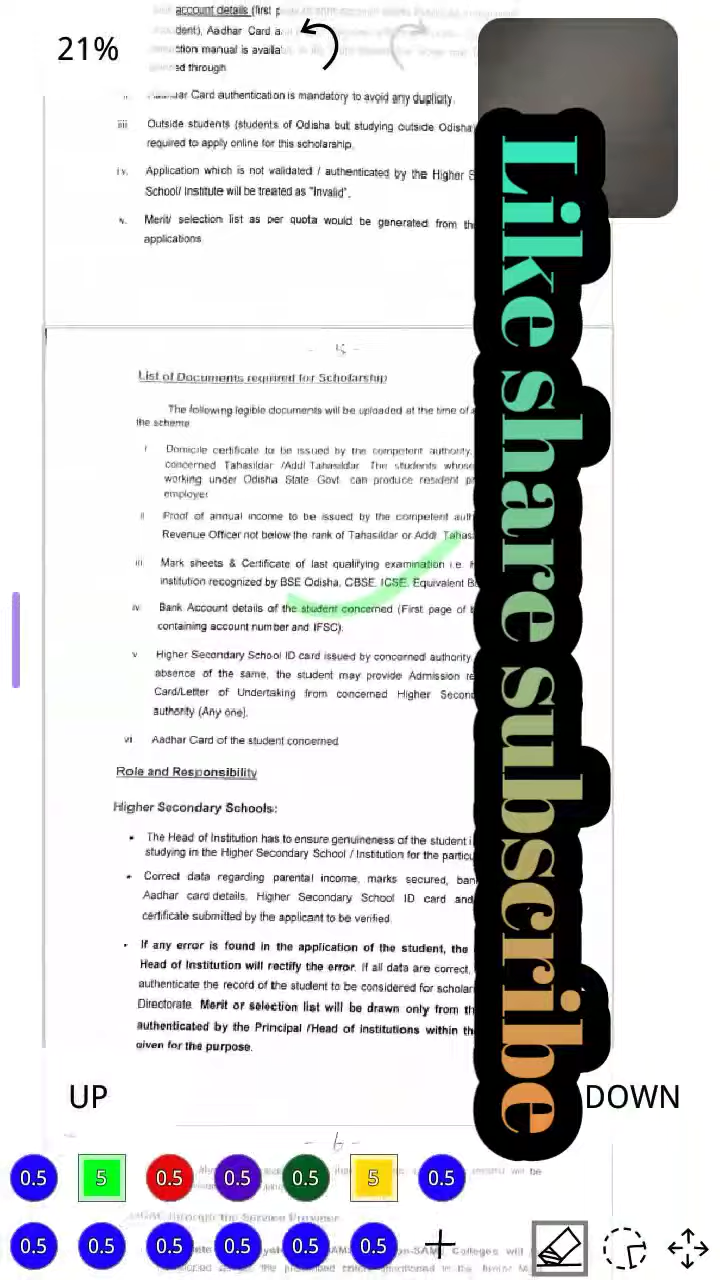 21%
account details (first
dent), Aadhar Card
ction manual is availa
ed through
Card authentication is mandatory to avoid any duplicity.
iii Outside students (students of Odisha but studying outside Odisha
required to apply online for this scholarship.
iv. Application which is not validated / authenticated by the Higher
School/ Institute will be treated as "Invalid".
v. Merit/ selection list as per quota would be generated from
applications
- 5 -
List of Documents required for Scholarship
The following legible documents will be uploaded at the time of
the scheme
i Domicile certificate to be issued by the competent authority,
concerned Tahasildar /Addl Tahasildar The students whose
working under Odisha State Govt. can produce resident
employer
ii Proof of annual income to be issued by the competent
Revenue Officer not below the rank of Tahasildar or Addl Tahas
iii Mark sheets & Certificate of last qualifying examination i.e.
institution recognized by BSE Odisha, CBSE, ICSE, Equivalent
iv Bank Account details of the student concerned (First page of
containing account number and IFSC).
v Higher Secondary School ID card issued by concerned authority
absence of the same, the student may provide Admission
Card/Letter of Undertaking from concerned Higher
authority (Any one).
vi Aadhar Card of the student concerned
Role and Responsibility
Higher Secondary Schools:
• The Head of Institution has to ensure genuineness of the student
studying in the Higher Secondary School / Institution for the
• Correct data regarding parental income, marks secured,
Aadhar card details, Higher Secondary School ID card and
certificate submitted by the applicant to be verified.
• If any error is found in the application of the student, the
Head of Institution will rectify the error. If all data are correct,
authenticate the record of the student to be considered for
Directorate. Merit or selection list will be drawn only from
authenticated by the Principal /Head of institutions within
given for the purpose.
Like share subscribe
UP
DOWN
- 6 -
0.5 5 0.5 0.5 0.5 5 0.5
through the Service Provider
0.5 0.5 0.5 0.5 0.5 0.5 +
Colleges will